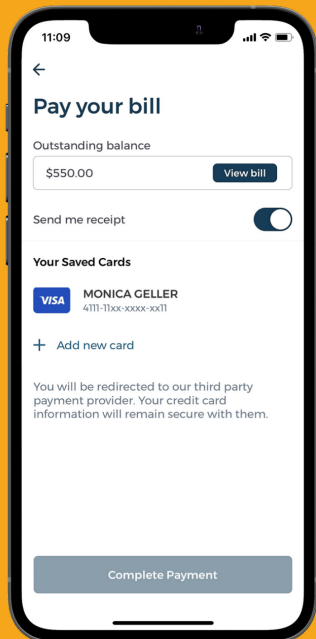 11:09
Pay your bill
Outstanding balance
$550.00
View bill
Send me receipt
Your Saved Cards
VISA
MONICA GELLER
4111-11xx-xxxx-xx11
+ Add new card
You will be redirected to our third party
payment provider. Your credit card
information will remain secure with them.
Complete Payment